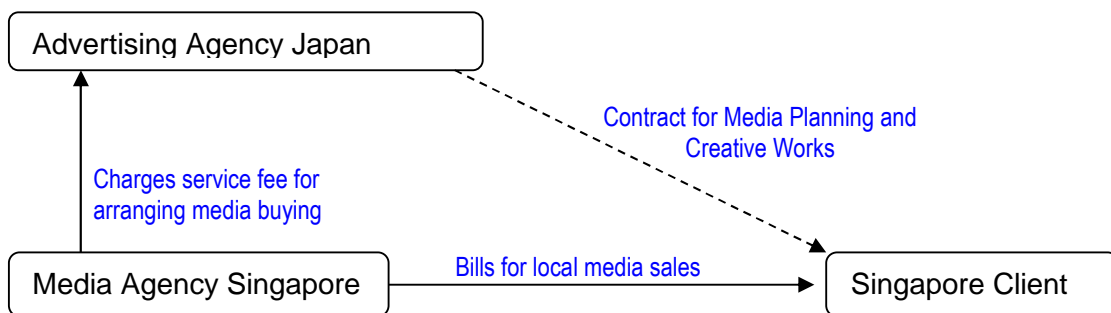 Advertising Agency Japan
Contract for Media Planning and
Creative Works
Charges service fee for
arranging media buying
Media Agency Singapore
Bills for local media sales
Singapore Client